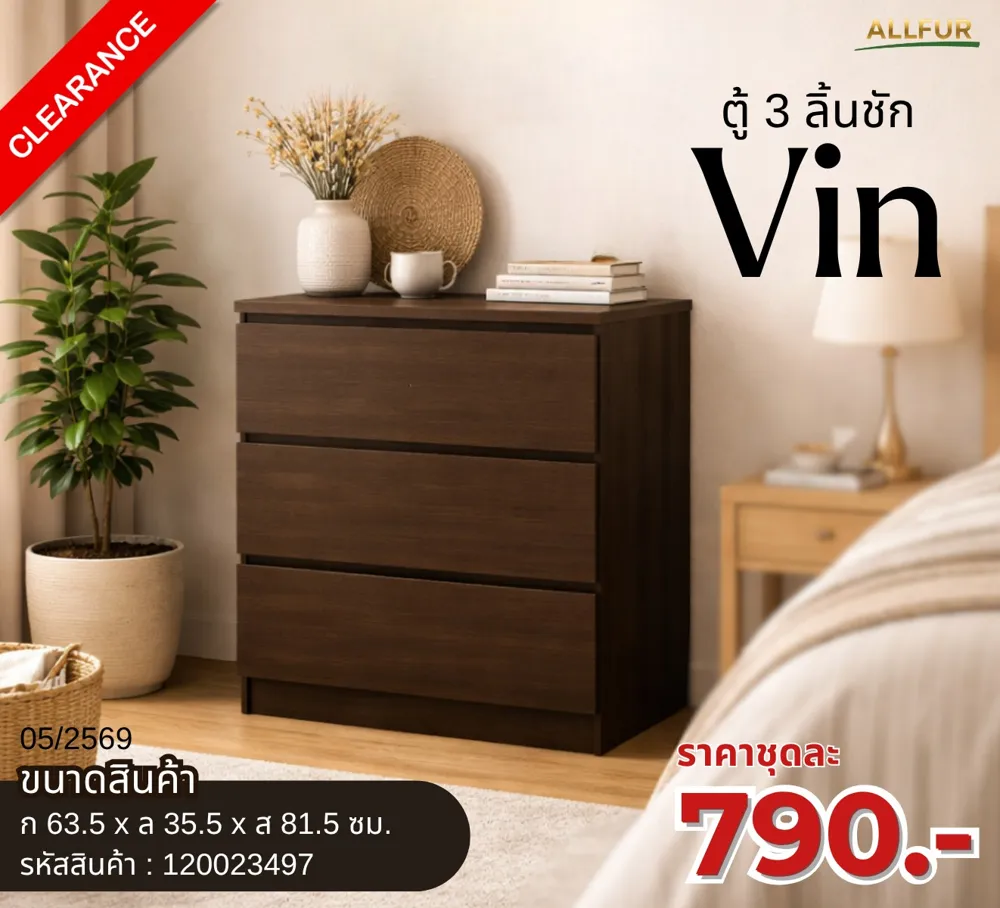 CLEARANCE
ALLFUR
ตู้ 3 ลิ้นชัก
Vin
05/2569
ขนาดสินค้า
ก 63.5 x ล 35.5 x ส 81.5 ซม.
รหัสสินค้า : 120023497
ราคาชุดละ
790.-